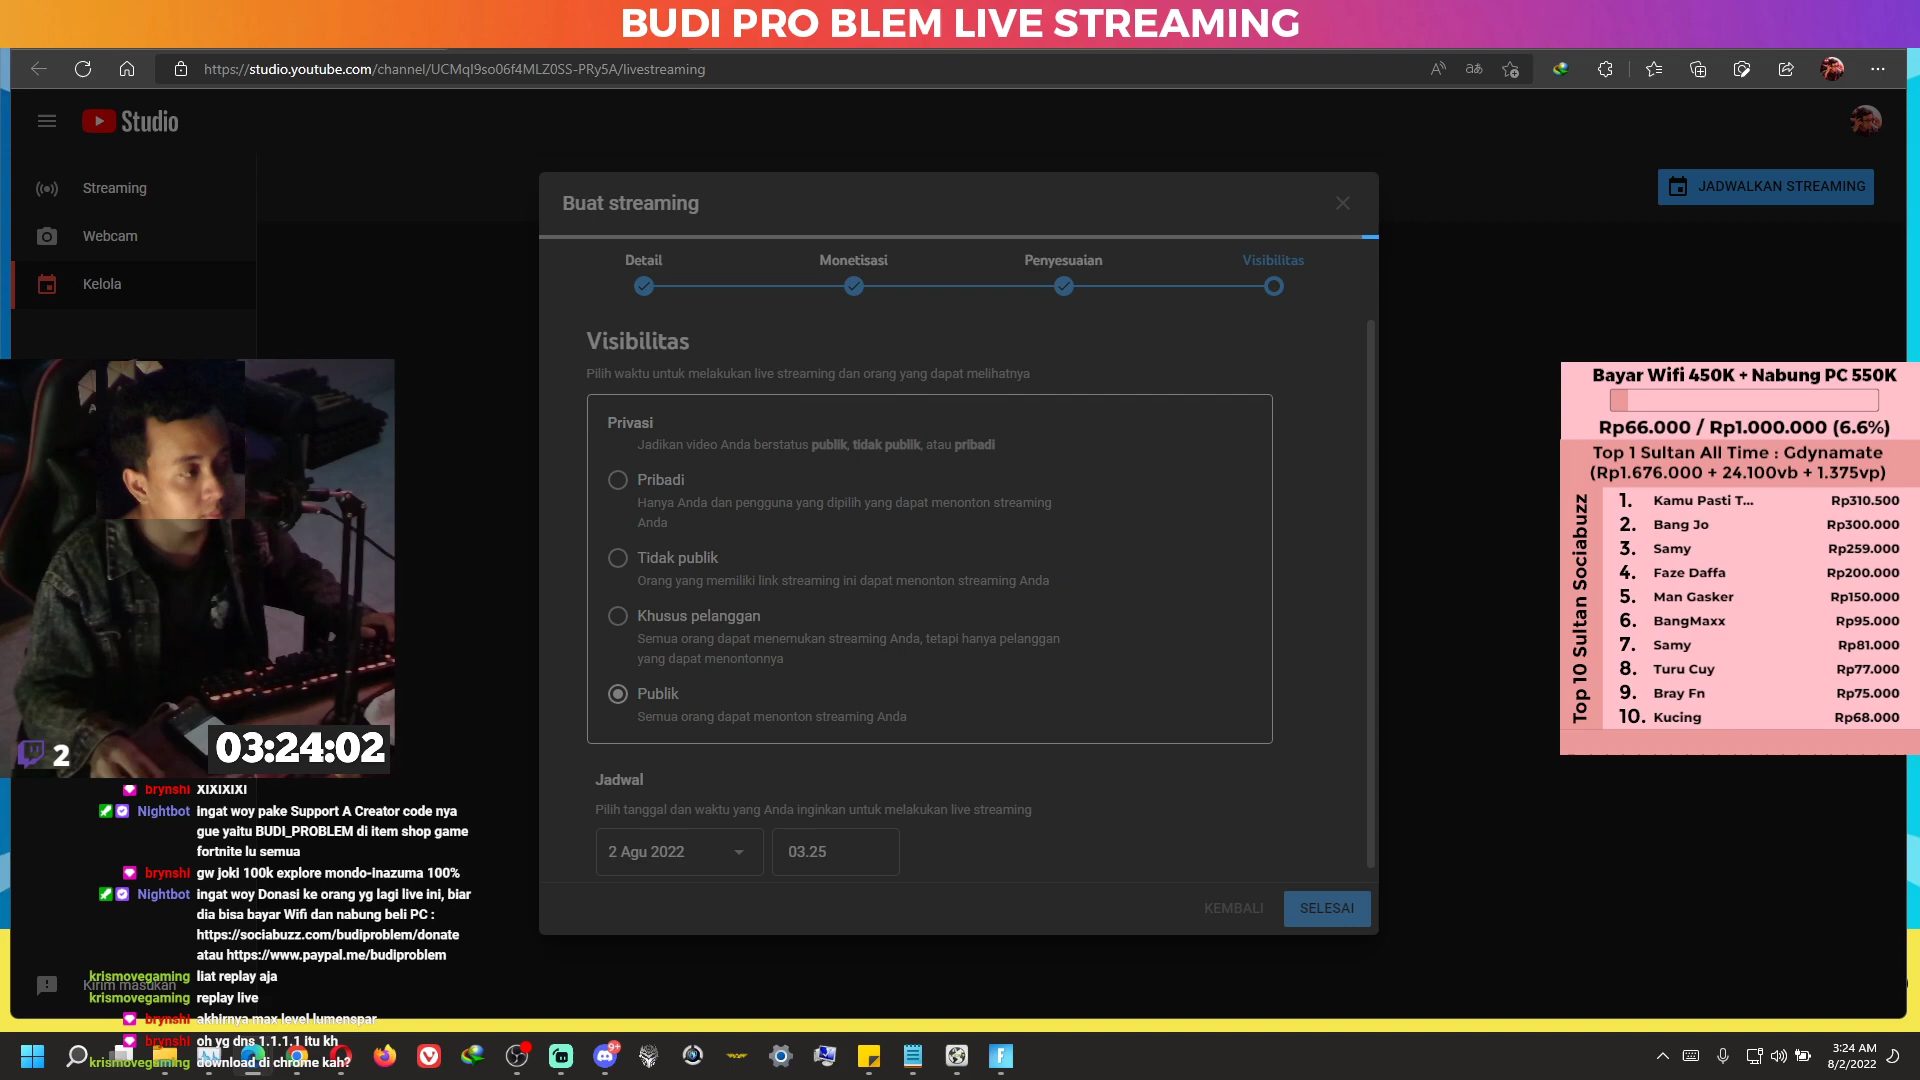 BUDI PRO BLEM LIVE STREAMING
https://studio.youtube.com/channel/UCMqI9so06f4MLZ0SS-PRy5A/livestreaming
Studio
JADWALKAN STREAMING
Streaming
Webcam
Kelola
Buat streaming
Detail
Monetisasi
Penyesuaian
Visibilitas
Visibilitas
Pilih waktu untuk melakukan live streaming dan orang yang dapat melihatnya
Privasi
Jadikan video Anda berstatus publik, tidak publik, atau pribadi
Pribadi
Hanya Anda dan pengguna yang dipilih yang dapat menonton streaming
Anda
Tidak publik
Orang yang memiliki link streaming ini dapat menonton streaming Anda
Khusus pelanggan
Semua orang dapat menemukan streaming Anda, tetapi hanya pelanggan
yang dapat menontonnya
Publik
Semua orang dapat menonton streaming Anda
Jadwal
Pilih tanggal dan waktu yang Anda inginkan untuk melakukan live streaming
2 Agu 2022
03.25
KEMBALI
SELESAI
Bayar Wifi 450K + Nabung PC 550K
Rp66.000 / Rp1.000.000 (6.6%)
Top 1 Sultan All Time : Gdynamate
(Rp1.676.000 + 24.100vb + 1.375vp)
Top 10 Sultan Sociabuzz
1. Kamu Pasti T... Rp310.500
2. Bang Jo Rp300.000
3. Samy Rp259.000
4. Faze Daffa Rp200.000
5. Man Gasker Rp150.000
6. BangMaxx Rp95.000
7. Samy Rp81.000
8. Turu Cuy Rp77.000
9. Bray Fn Rp75.000
10. Kucing Rp68.000
2
03:24:02
brynshi XIXIXIXI
Nightbot ingat woy pake Support A Creator code nya
gue yaitu BUDI_PROBLEM di item shop game
fortnite lu semua
brynshi gw joki 100k explore mondo-inazuma 100%
Nightbot ingat woy Donasi ke orang yg lagi live ini, biar
dia bisa bayar Wifi dan nabung beli PC :
https://sociabuzz.com/budiproblem/donate
atau https://www.paypal.me/budiproblem
krismovegaming liat replay aja
Kirim masukan
krismovegaming replay live
brynshi akhirnya max level lumenspar
brynshi oh yg dns 1.1.1.1 itu kh
krismovegaming download di chrome kah?
9+
3:24 AM
8/2/2022